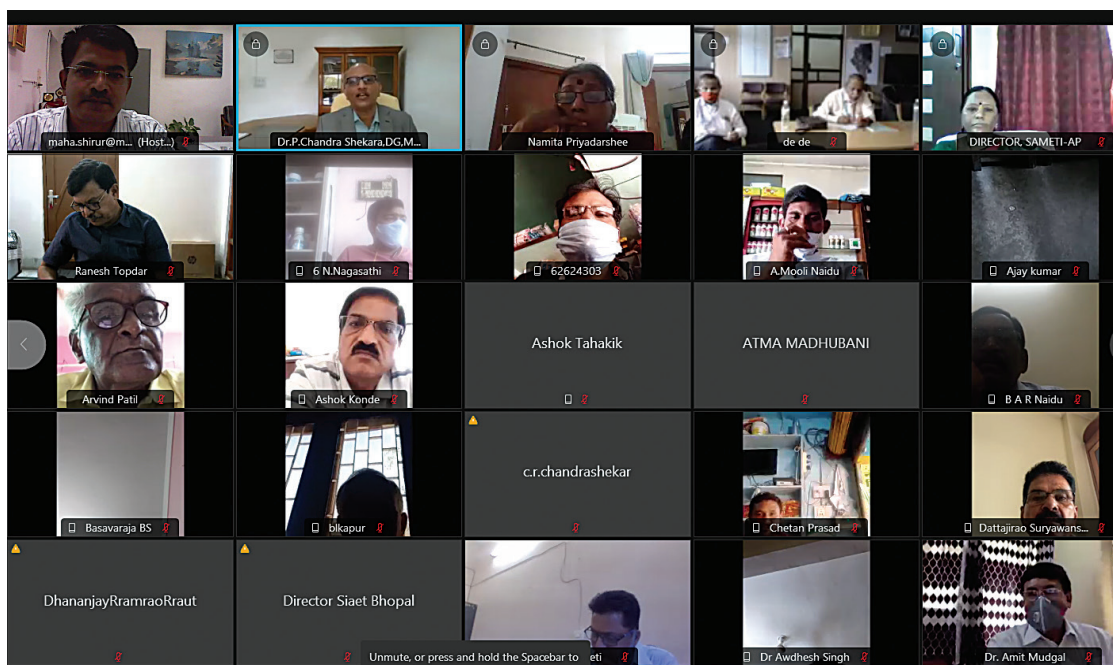 maha.shirur@m... (Host...)
Dr.P.Chandra Shekara,DG,M...
Namita Priyadarshee
de de
DIRECTOR, SAMETI-AP
Ranesh Topdar
6 N.Nagasathi
62624303
A.Mooli Naidu
Ajay kumar
Arvind Patil
Ashok Konde
Ashok Tahakik
ATMA MADHUBANI
B A R Naidu
Basavaraja BS
blkapur
c.r.chandrashekar
Chetan Prasad
Dattajirao Suryawans...
DhananjayRramraoRraut
Director Siaet Bhopal
Unmute, or press and hold the Spacebar to
eti
Dr Awdhesh Singh
Dr. Amit Mudgal